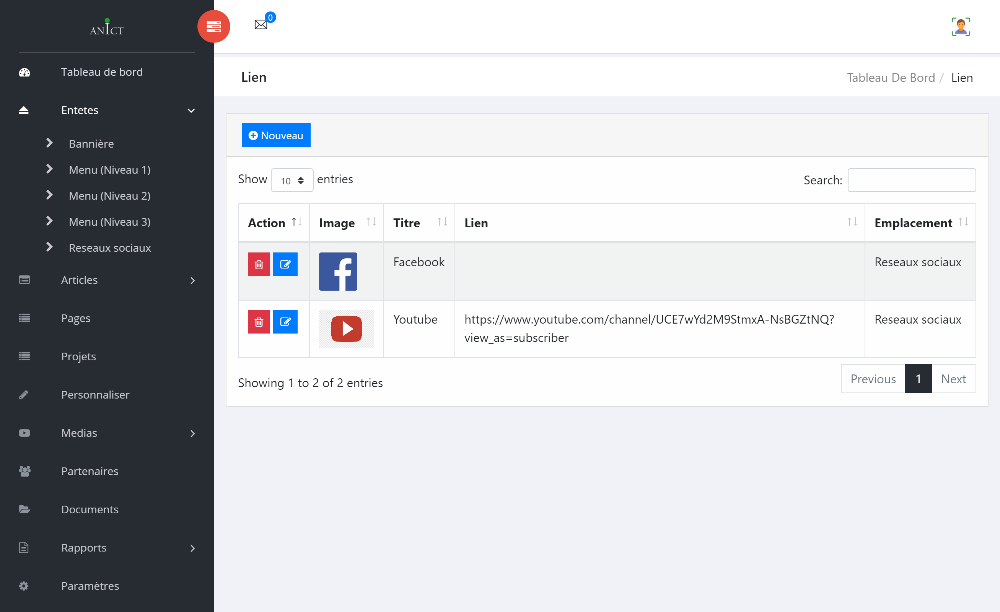 ANICT
0
Tableau de bord
Entetes
Bannière
Menu (Niveau 1)
Menu (Niveau 2)
Menu (Niveau 3)
Reseaux sociaux
Articles
Pages
Projets
Personnaliser
Medias
Partenaires
Documents
Rapports
Paramètres
Lien
Tableau De Bord / Lien
Nouveau
Show 10 entries
Search:
Action Image Titre Lien Emplacement
Facebook Reseaux sociaux
Youtube https://www.youtube.com/channel/UCE7wYd2M9StmxA-NsBGZtNQ? Reseaux sociaux
view_as=subscriber
Showing 1 to 2 of 2 entries
Previous 1 Next